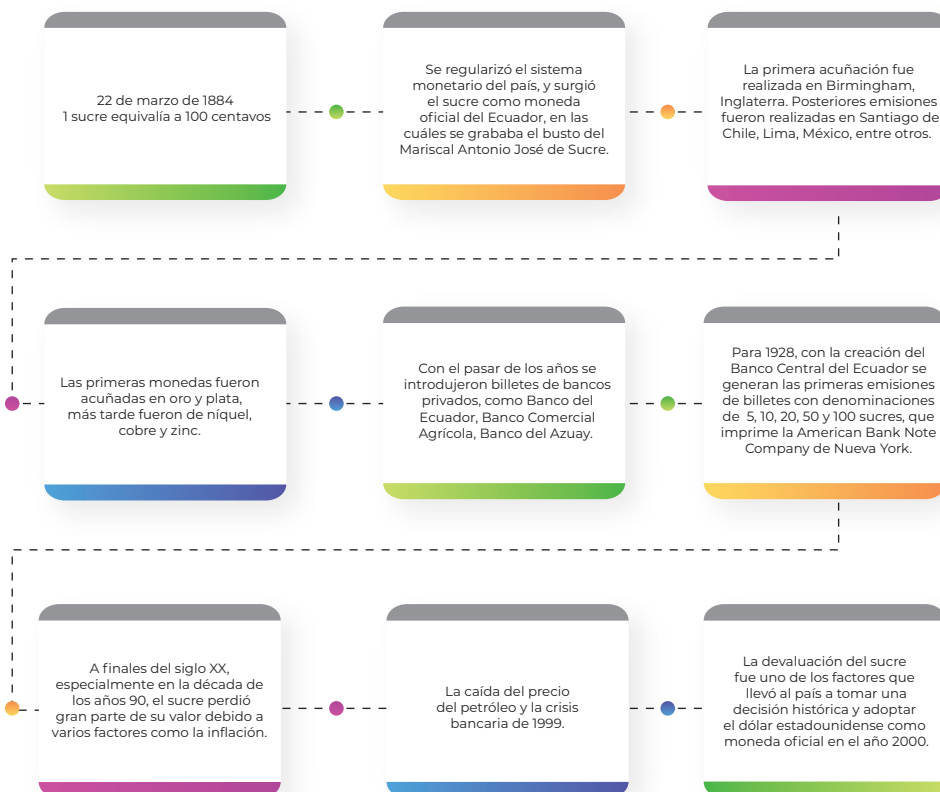 22 de marzo de 1884
1 sucre equivalía a 100 centavos
Se regularizó el sistema
monetario del país, y surgió
el sucre como moneda
oficial del Ecuador, en las
cuáles se grababa el busto del
Mariscal Antonio José de Sucre.
La primera acuñación fue
realizada en Birmingham,
Inglaterra. Posteriores emisiones
fueron realizadas en Santiago de
Chile, Lima, México, entre otros.
Las primeras monedas fueron
acuñadas en oro y plata,
más tarde fueron de níquel,
cobre y zinc.
Con el pasar de los años se
introdujeron billetes de bancos
privados, como Banco del
Ecuador, Banco Comercial
Agrícola, Banco del Azuay.
Para 1928, con la creación del
Banco Central del Ecuador se
generan las primeras emisiones
de billetes con denominaciones
de 5, 10, 20, 50 y 100 sucres, que
imprime la American Bank Note
Company de Nueva York.
A finales del siglo XX,
especialmente en la década de
los años 90, el sucre perdió
gran parte de su valor debido a
varios factores como la inflación.
La caída del precio
del petróleo y la crisis
bancaria de 1999.
La devaluación del sucre
fue uno de los factores que
llevó al país a tomar una
decisión histórica y adoptar
el dólar estadounidense como
moneda oficial en el año 2000.